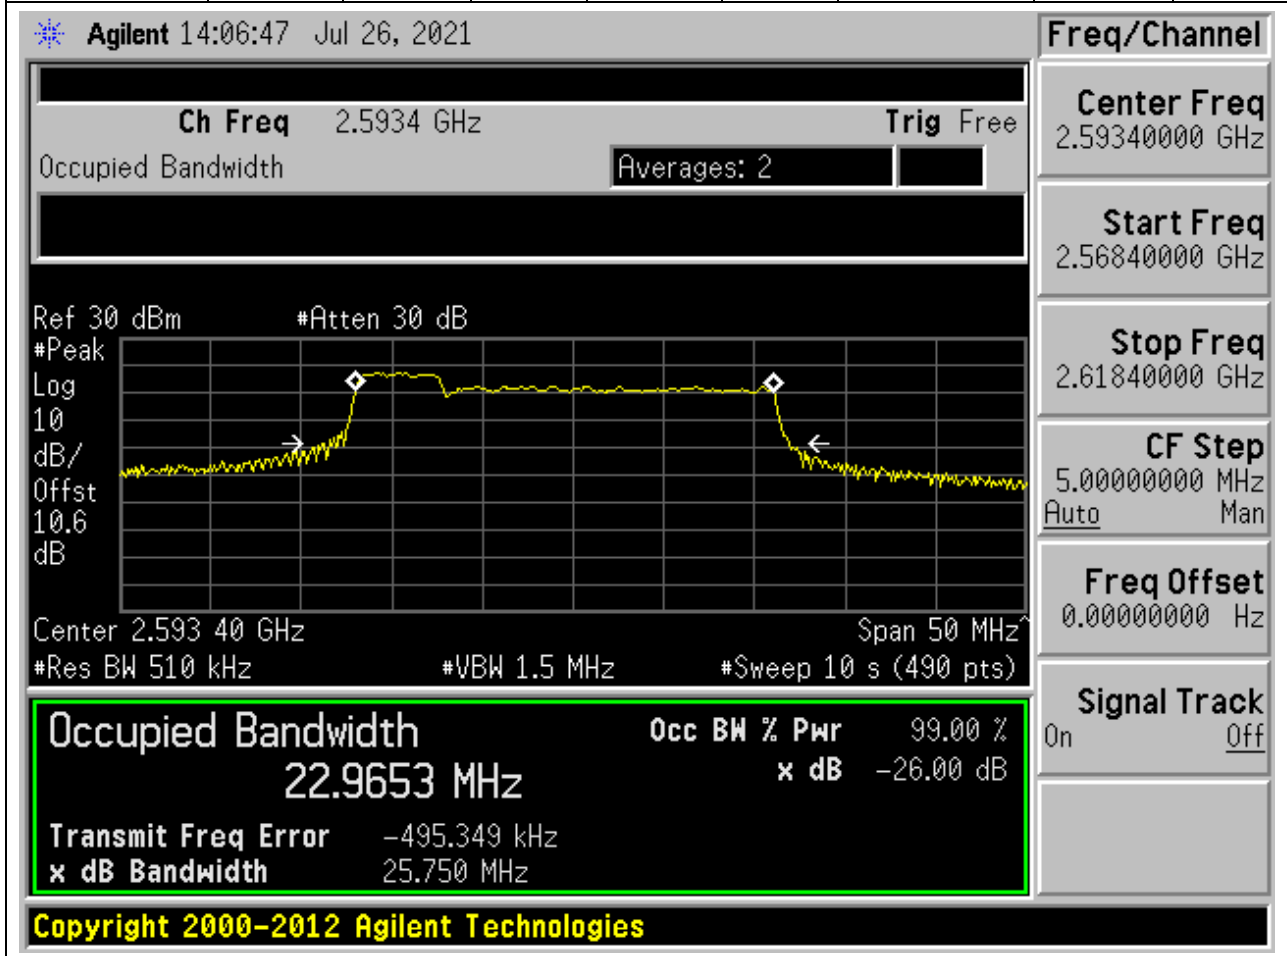 Agilent 14:06:47 Jul 26, 2021
Freq/Channel
Ch Freq 2.5934 GHz Trig Free
Occupied Bandwidth Averages: 2
Ref 30 dBm #Atten 30 dB
#Peak
Log
10
dB/
Offst
10.6
dB
Center 2.593 40 GHz Span 50 MHz^
#Res BW 510 kHz #VBW 1.5 MHz #Sweep 10 s (490 pts)
Occupied Bandwidth Occ BW % Pwr 99.00 %
22.9653 MHz x dB -26.00 dB
Transmit Freq Error -495.349 kHz
x dB Bandwidth 25.750 MHz
Copyright 2000-2012 Agilent Technologies
Center Freq
2.59340000 GHz
Start Freq
2.56840000 GHz
Stop Freq
2.61840000 GHz
CF Step
5.00000000 MHz
Auto Man
Freq Offset
0.00000000 Hz
Signal Track
On Off